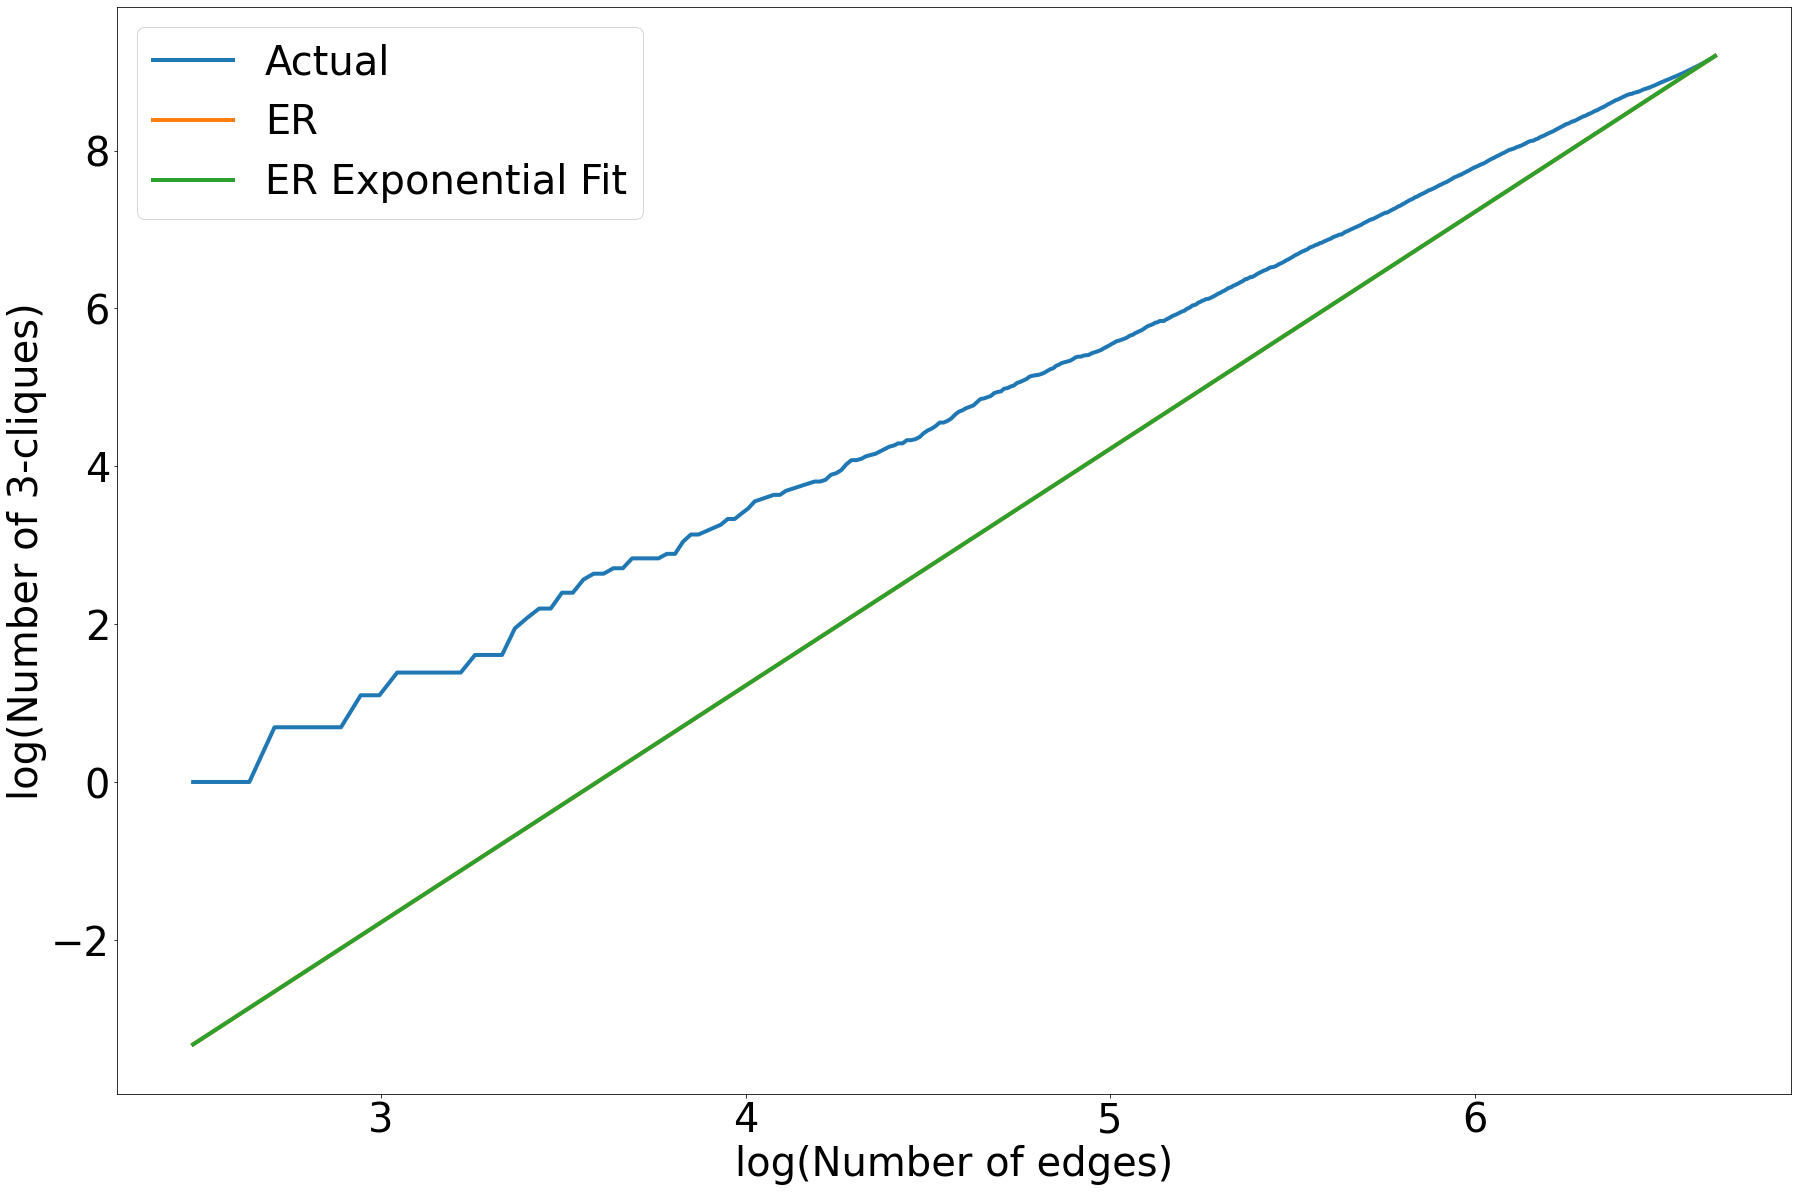 Actual
ER
ER Exponential Fit
log(Number of 3-cliques)
8
6
4
2
0
−2
3
4
5
6
log(Number of edges)